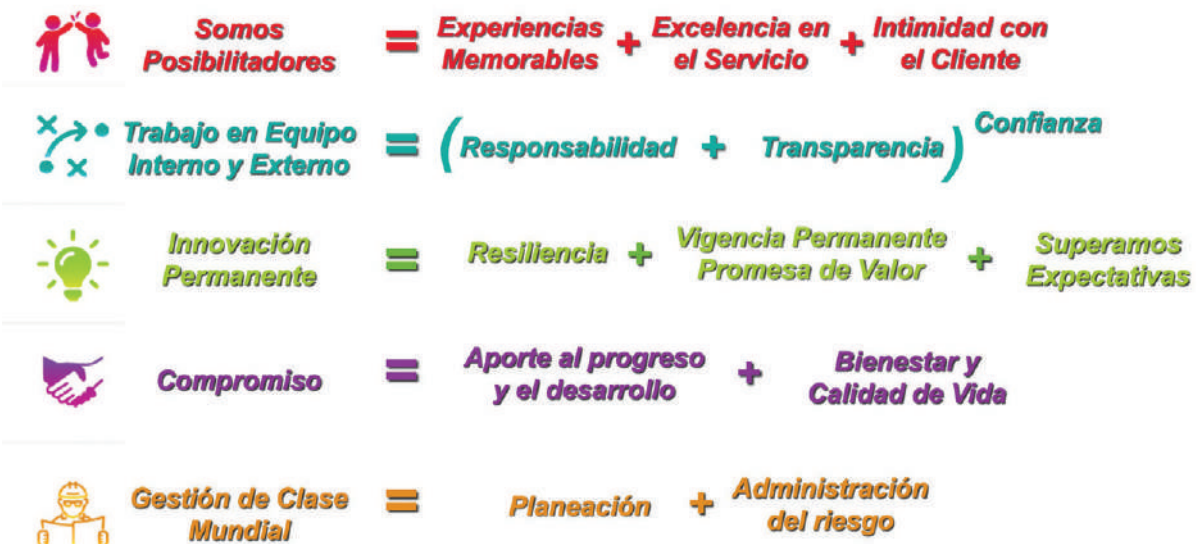 Somos Posibilitadores = Experiencias Memorables + Excelencia en el Servicio + Intimidad con el Cliente
Trabajo en Equipo Interno y Externo = (Responsabilidad + Transparencia) Confianza
Innovación Permanente = Resiliencia + Vigencia Permanente Promesa de Valor + Superamos Expectativas
Compromiso = Aporte al progreso y el desarrollo + Bienestar y Calidad de Vida
Gestión de Clase Mundial = Planeación + Administración del riesgo